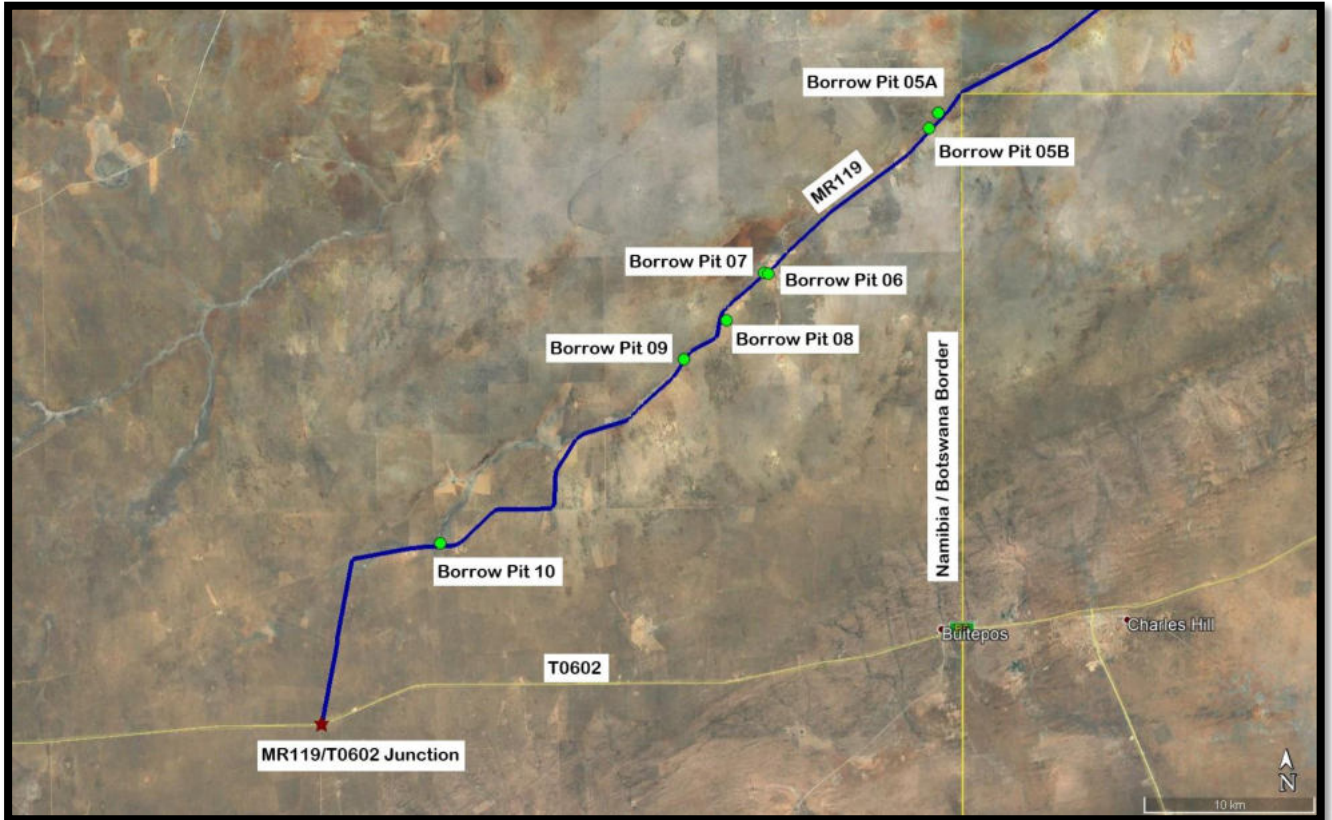 Borrow Pit 05A
Borrow Pit 05B
MR119
Borrow Pit 07
Borrow Pit 06
Borrow Pit 08
Borrow Pit 09
Namibia / Botswana Border
Borrow Pit 10
Buitepos
Charles Hill
T0602
MR119/T0602 Junction
N
10 km